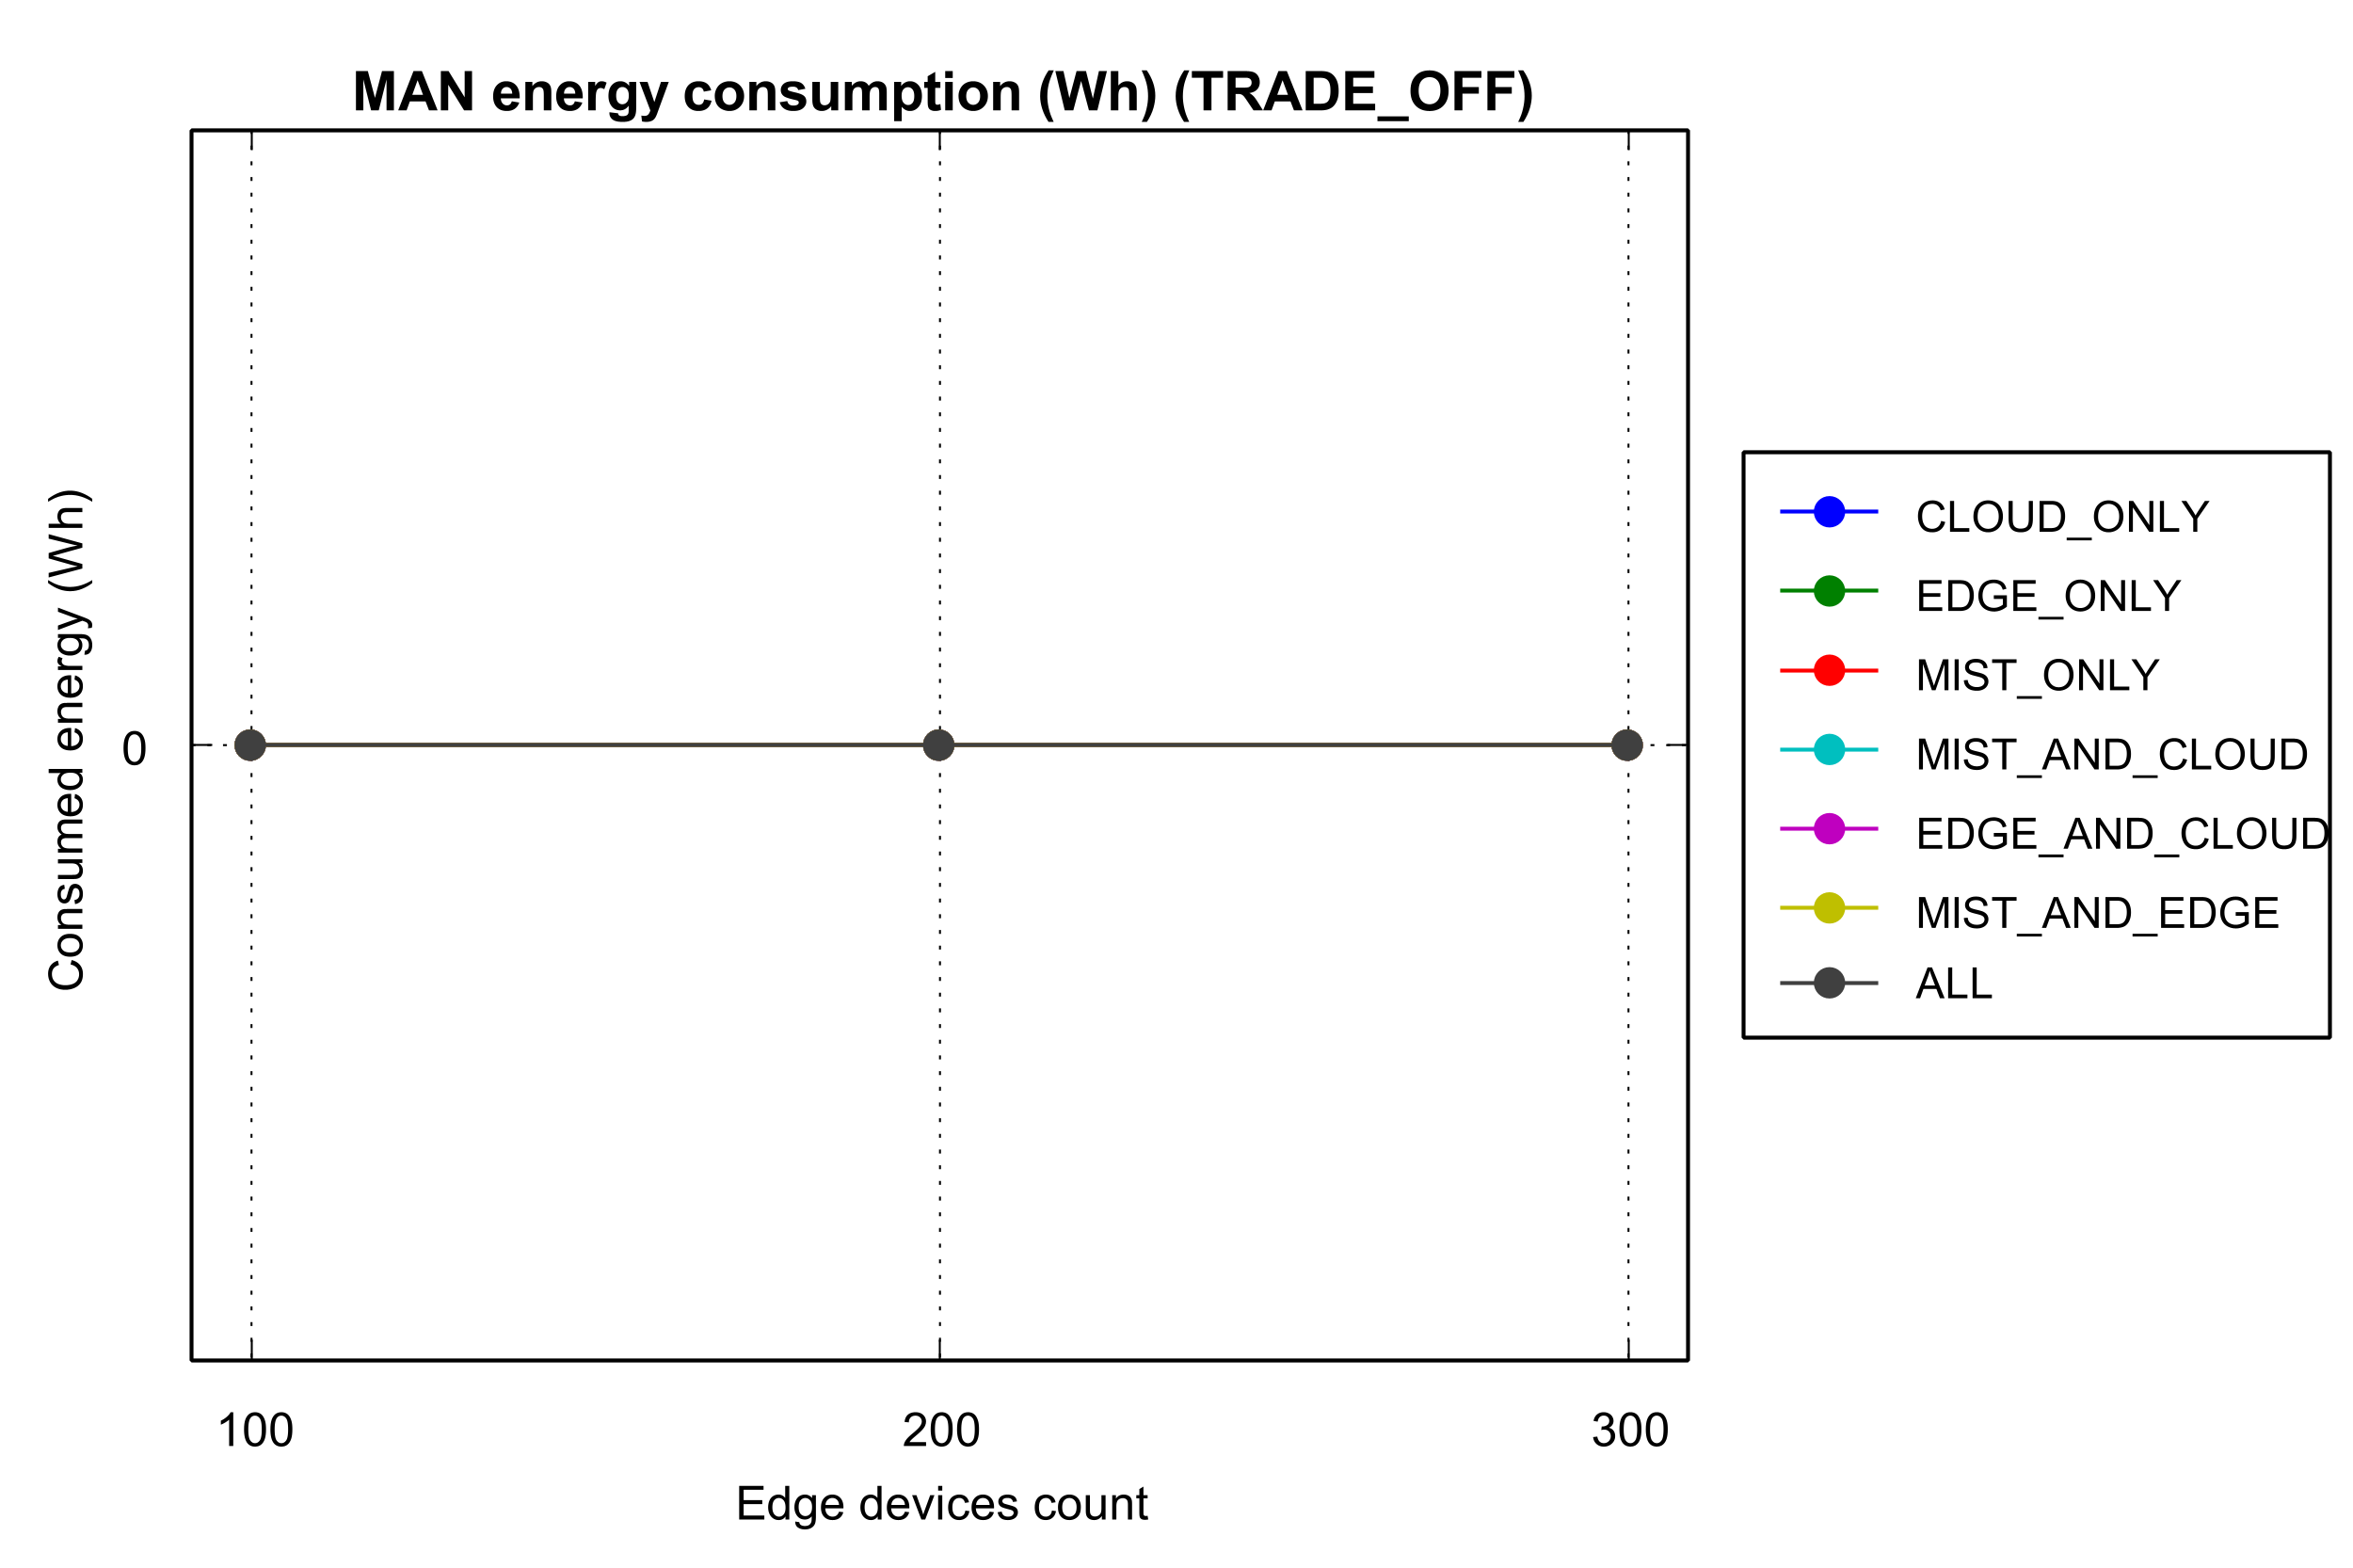 MAN energy consumption (Wh) (TRADE_OFF)
Consumed energy (Wh)
0
100
200
300
Edge devices count
CLOUD_ONLY
EDGE_ONLY
MIST_ONLY
MIST_AND_CLOUD
EDGE_AND_CLOUD
MIST_AND_EDGE
ALL